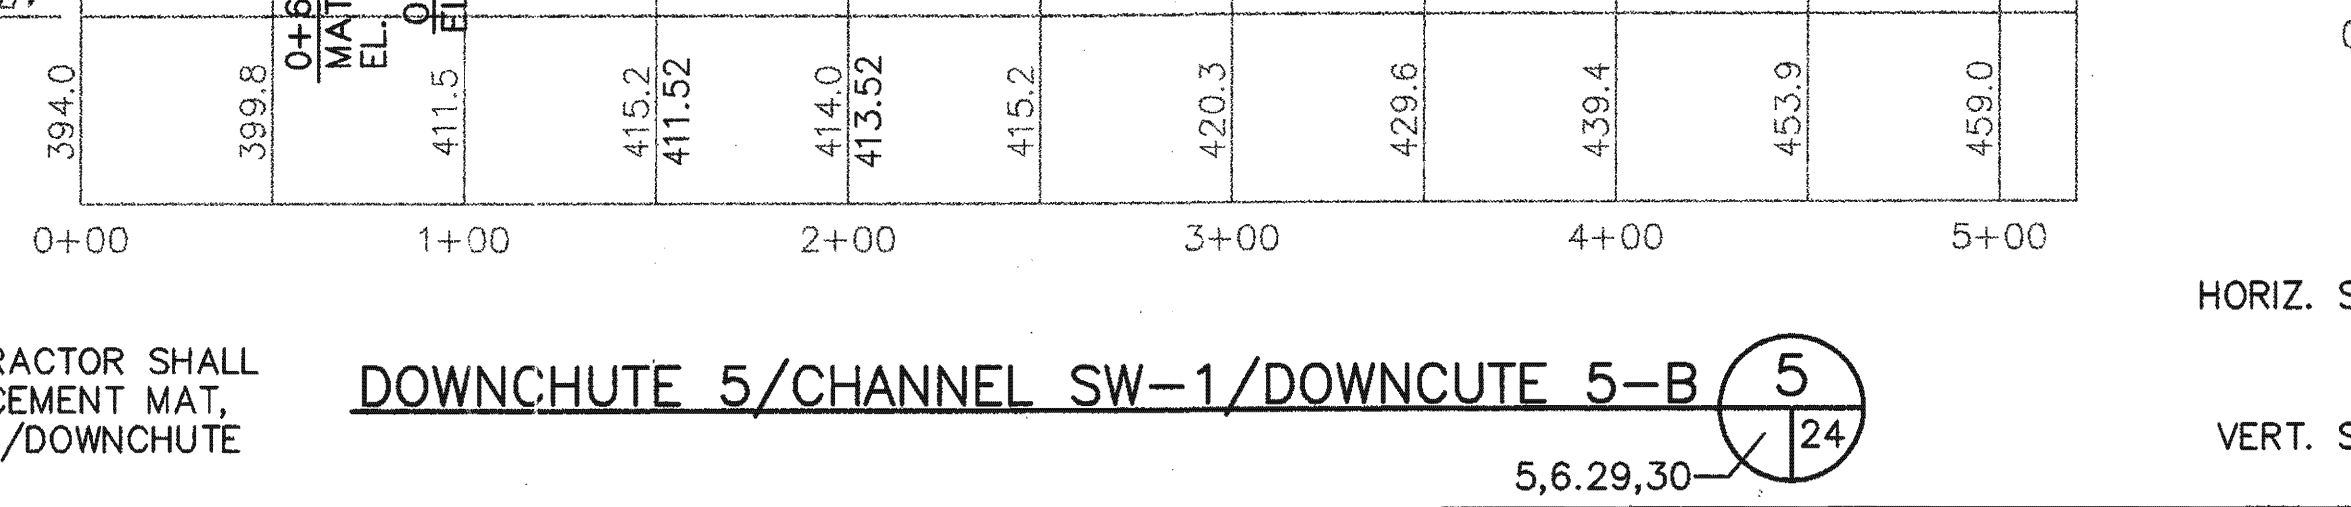 0+6
MAT
EL.
0
EL
394.0 399.8 411.5 415.2 411.52 414.0 413.52 415.2 420.3 429.6 439.4 453.9 459.0
0+00 1+00 2+00 3+00 4+00 5+00
HORIZ. S
RACTOR SHALL
CEMENT MAT,
/DOWNCHUTE
DOWNCHUTE 5/CHANNEL SW-1/DOWNCUTE 5-B
5
24
5,6.29,30
VERT. S